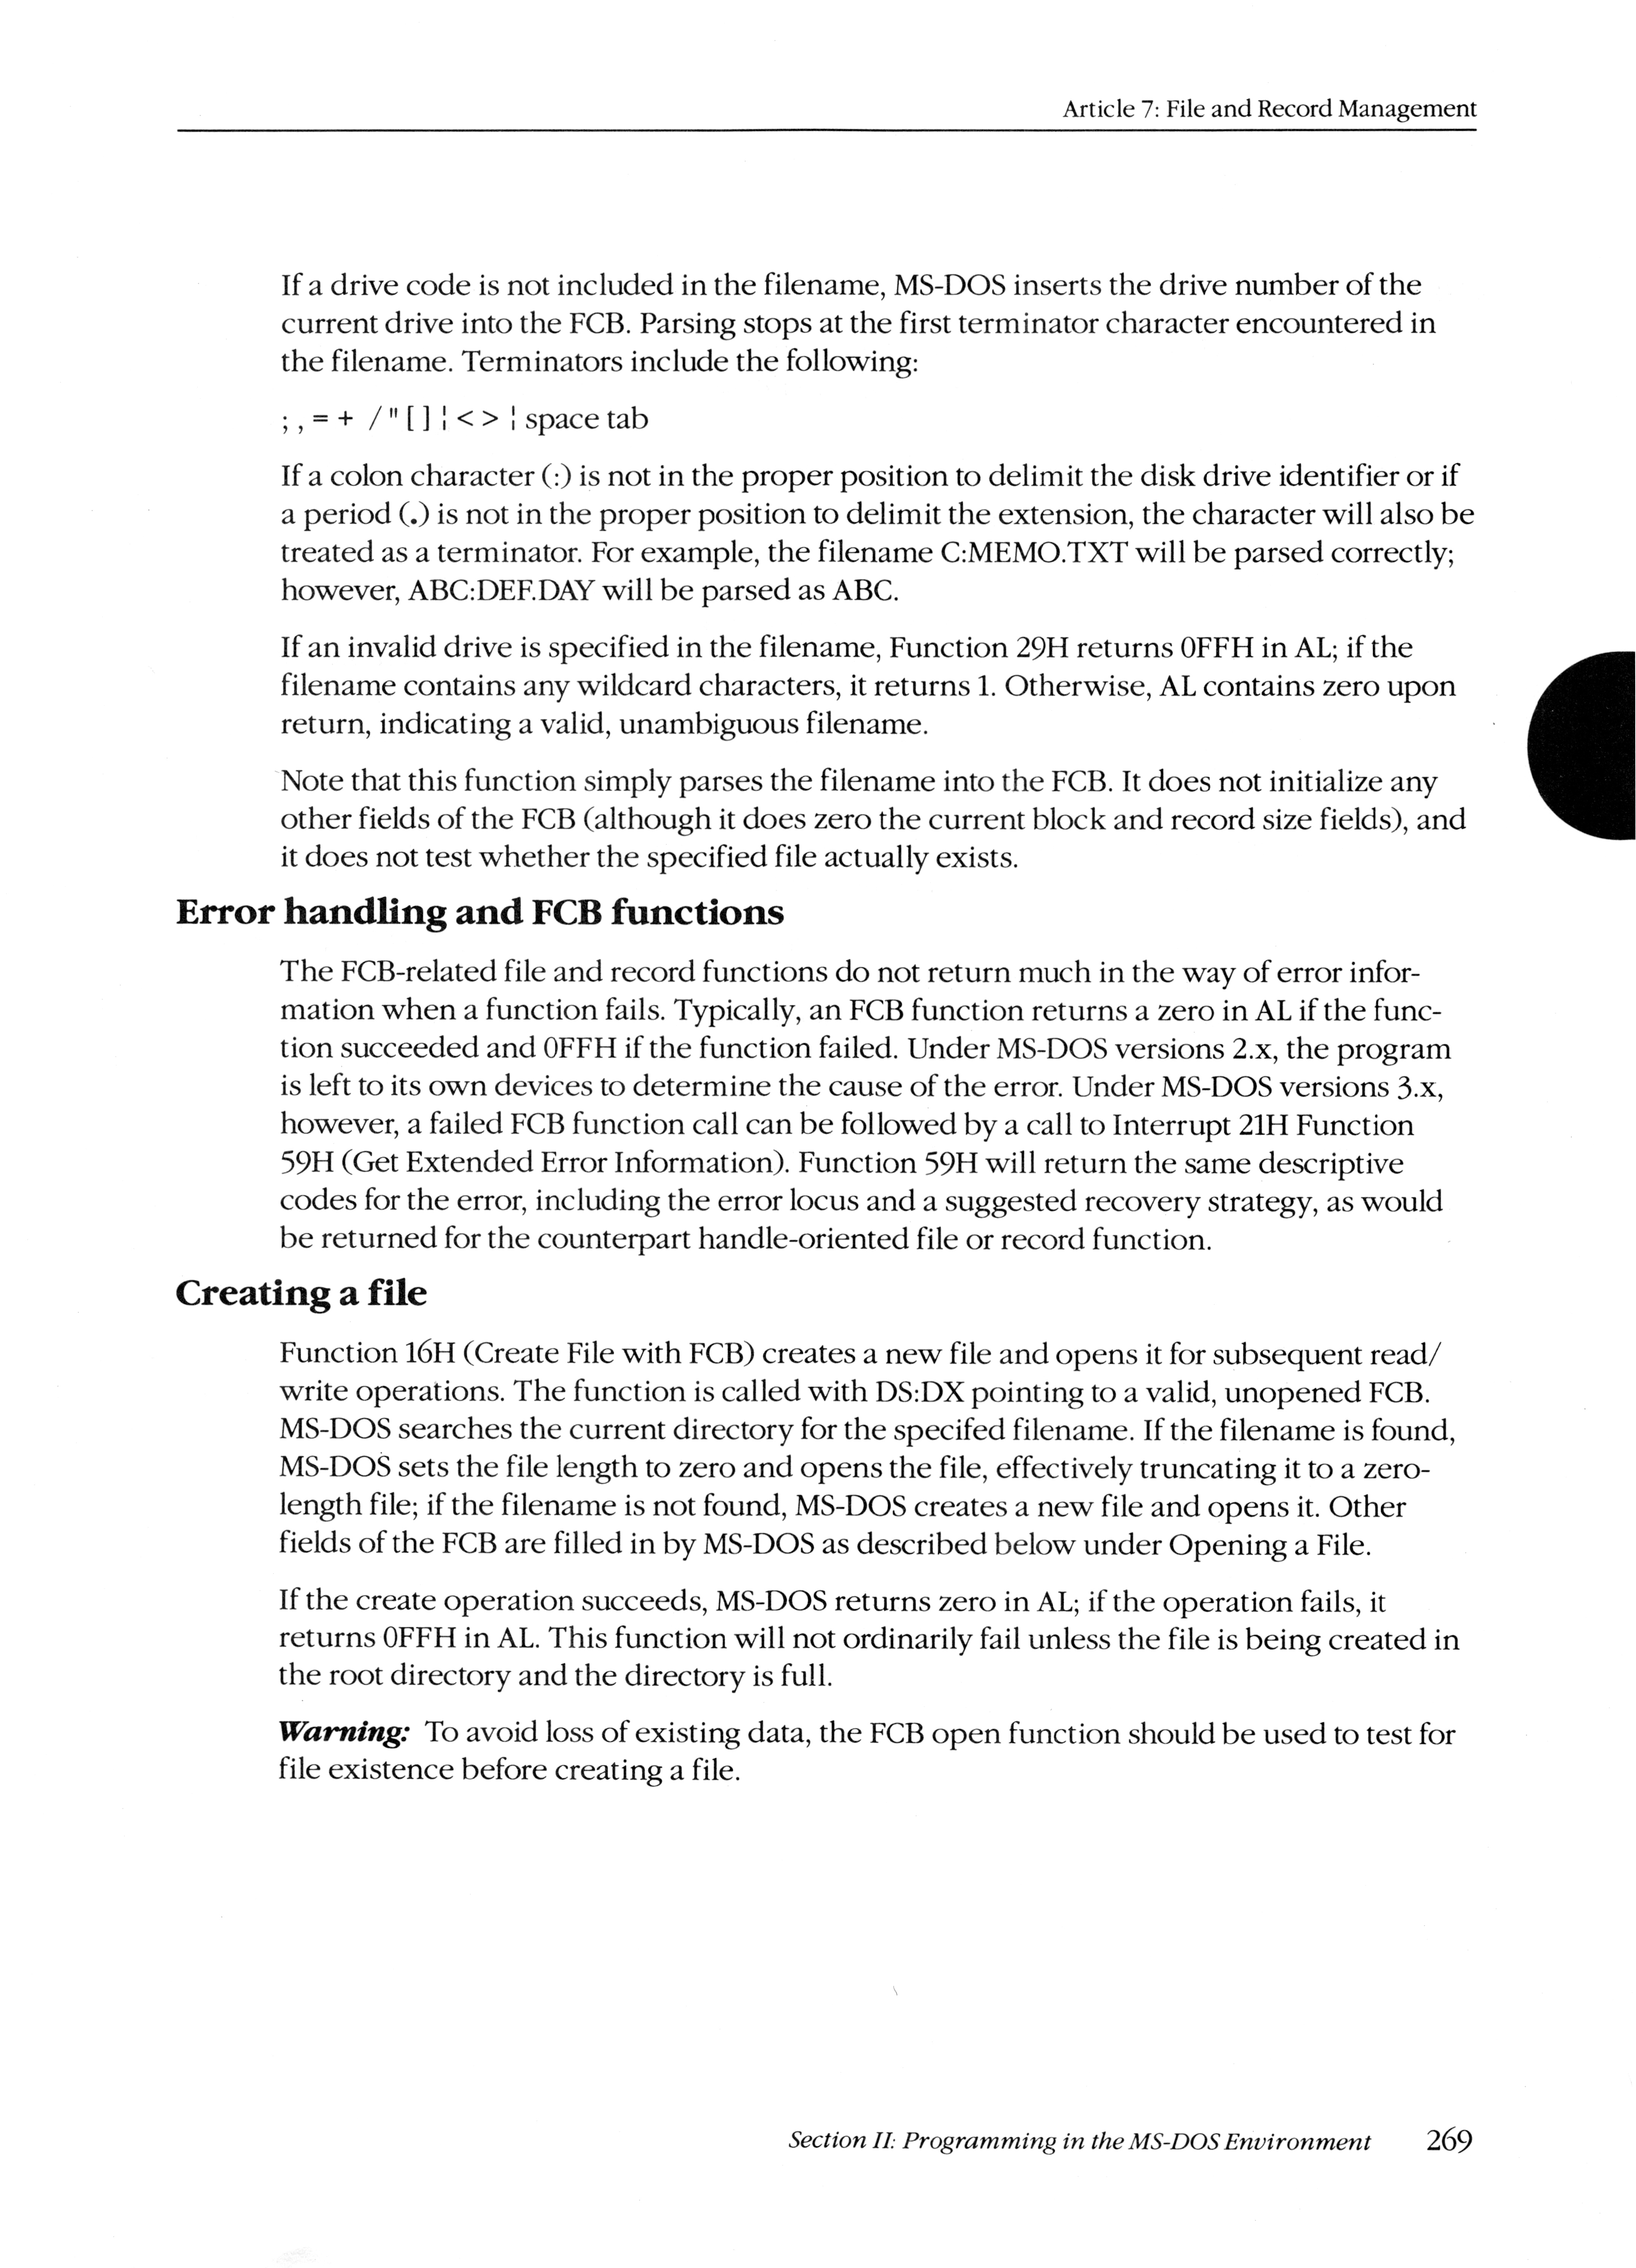 Article 7: File and Record Management
If a drive code is not included in the filename, MS-DOS inserts the drive number of the
current drive into the FCB. Parsing stops at the first terminator character encountered in
the filename. Terminators include the following:
; , = + / " [ ] ¦ < > ¦ space tab
If a colon character (:) is not in the proper position to delimit the disk drive identifier or if
a period (.) is not in the proper position to delimit the extension, the character will also be
treated as a terminator. For example, the filename C:MEMO.TXT will be parsed correctly;
however, ABC:DEF.DAY will be parsed as ABC.
If an invalid drive is specified in the filename, Function 29H returns 0FFH in AL; if the
filename contains any wildcard characters, it returns 1. Otherwise, AL contains zero upon
return, indicating a valid, unambiguous filename.
Note that this function simply parses the filename into the FCB. It does not initialize any
other fields of the FCB (although it does zero the current block and record size fields), and
it does not test whether the specified file actually exists.
Error handling and FCB functions
The FCB-related file and record functions do not return much in the way of error infor-
mation when a function fails. Typically, an FCB function returns a zero in AL if the func-
tion succeeded and 0FFH if the function failed. Under MS-DOS versions 2.x, the program
is left to its own devices to determine the cause of the error. Under MS-DOS versions 3.x,
however, a failed FCB function call can be followed by a call to Interrupt 21H Function
59H (Get Extended Error Information). Function 59H will return the same descriptive
codes for the error, including the error locus and a suggested recovery strategy, as would
be returned for the counterpart handle-oriented file or record function.
Creating a file
Function 16H (Create File with FCB) creates a new file and opens it for subsequent read/
write operations. The function is called with DS:DX pointing to a valid, unopened FCB.
MS-DOS searches the current directory for the specifed filename. If the filename is found,
MS-DOS sets the file length to zero and opens the file, effectively truncating it to a zero-
length file; if the filename is not found, MS-DOS creates a new file and opens it. Other
fields of the FCB are filled in by MS-DOS as described below under Opening a File.
If the create operation succeeds, MS-DOS returns zero in AL; if the operation fails, it
returns 0FFH in AL. This function will not ordinarily fail unless the file is being created in
the root directory and the directory is full.
Warning: To avoid loss of existing data, the FCB open function should be used to test for
file existence before creating a file.
Section II: Programming in the MS-DOS Environment 269